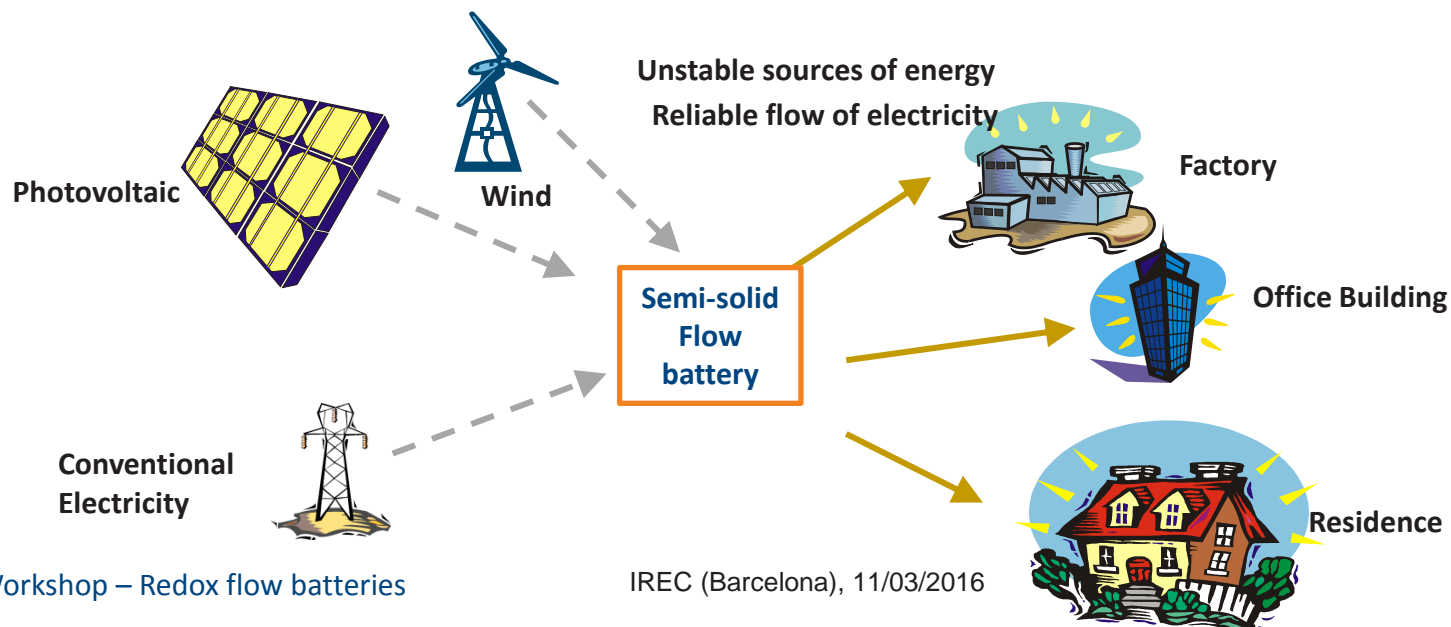 Unstable sources of energy
Reliable flow of electricity
Photovoltaic
Wind
Factory
Semi-solid
Flow
battery
Office Building
Conventional
Electricity
Residence
– Redox flow batteries
IREC (Barcelona), 11/03/2016